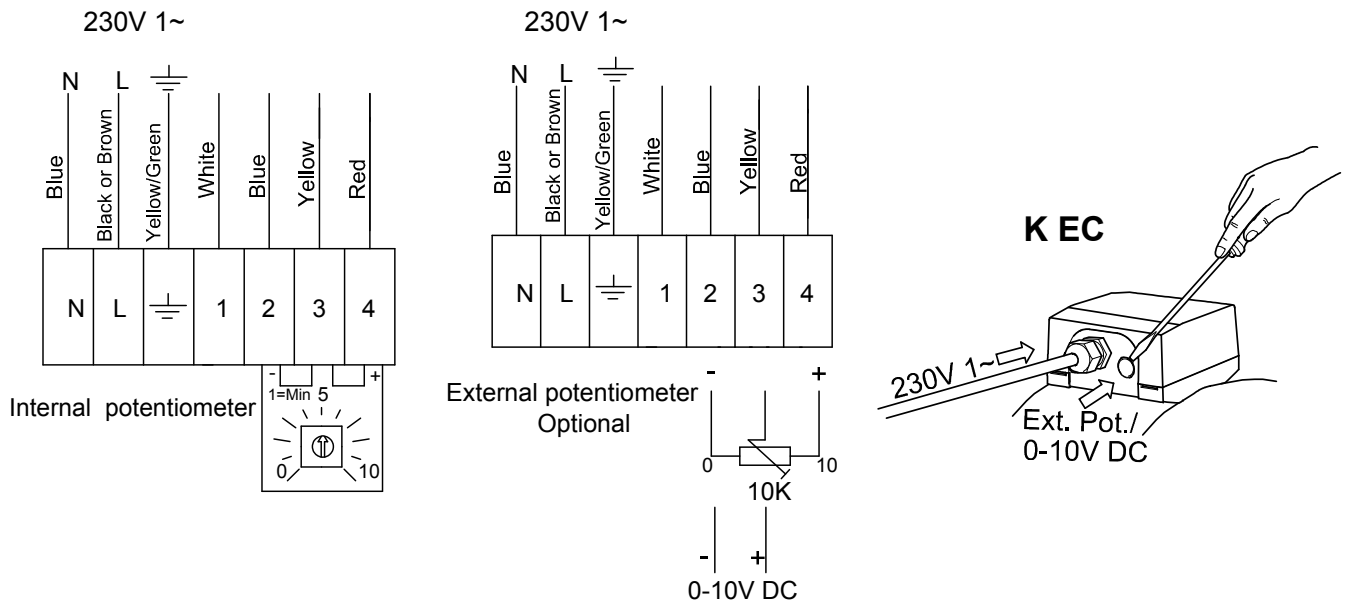 230V 1~
N L
Blue
Black or Brown
Yellow/Green
White
Blue
Yellow
Red
N L 1 2 3 4
- +
1=Min 5
0 10
Internal potentiometer
230V 1~
N L
Blue
Black or Brown
Yellow/Green
White
Blue
Yellow
Red
N L 1 2 3 4
- +
External potentiometer
Optional
0 10
10K
- +
0-10V DC
K EC
230V 1~
Ext. Pot./
0-10V DC